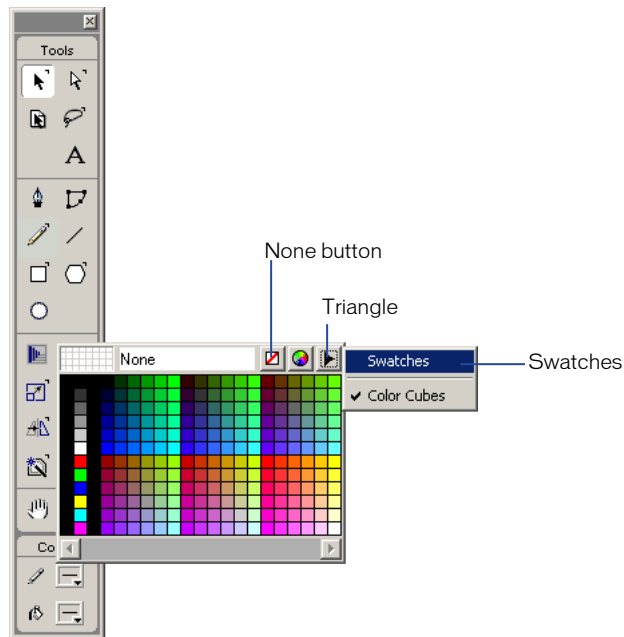 Tools
A
None button
Triangle
None
Swatches
Swatches
Color Cubes
Co